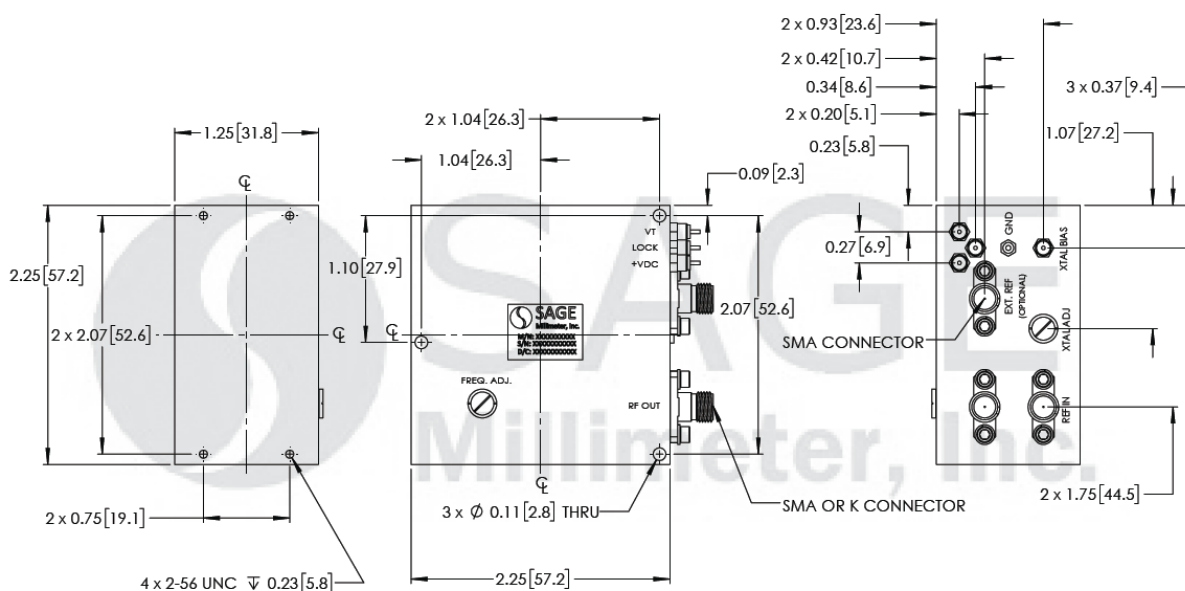 2 x 0.93[23.6]
2 x 0.42[10.7]
0.34[8.6]
3 x 0.37[9.4]
2 x 1.04[26.3]
2 x 0.20[5.1]
1.25[31.8]
1.04[26.3]
0.23[5.8]
1.07[27.2]
0.09[2.3]
℄
SAGE
Millimeter, Inc.
VT
LOCK
+VDC
GND
XTAL BIAS
0.27[6.9]
2.25[57.2]
1.10[27.9]
EXT. REF
(OPTIONAL)
2.07[52.6]
2 x 2.07[52.6]
℄
℄
SAGE
Millimeter, Inc.
M/N: XXXXXXXXXX
S/N: XXXXXXXXXX
D/C: XXXXXXXXXX
SMA CONNECTOR
XTAL ADJ
FREQ. ADJ.
RF OUT
REF IN
℄
2 x 1.75[44.5]
2 x 0.75[19.1]
3 x Ø 0.11[2.8] THRU
SMA OR K CONNECTOR
4 x 2-56 UNC ↧ 0.23[5.8]
2.25[57.2]